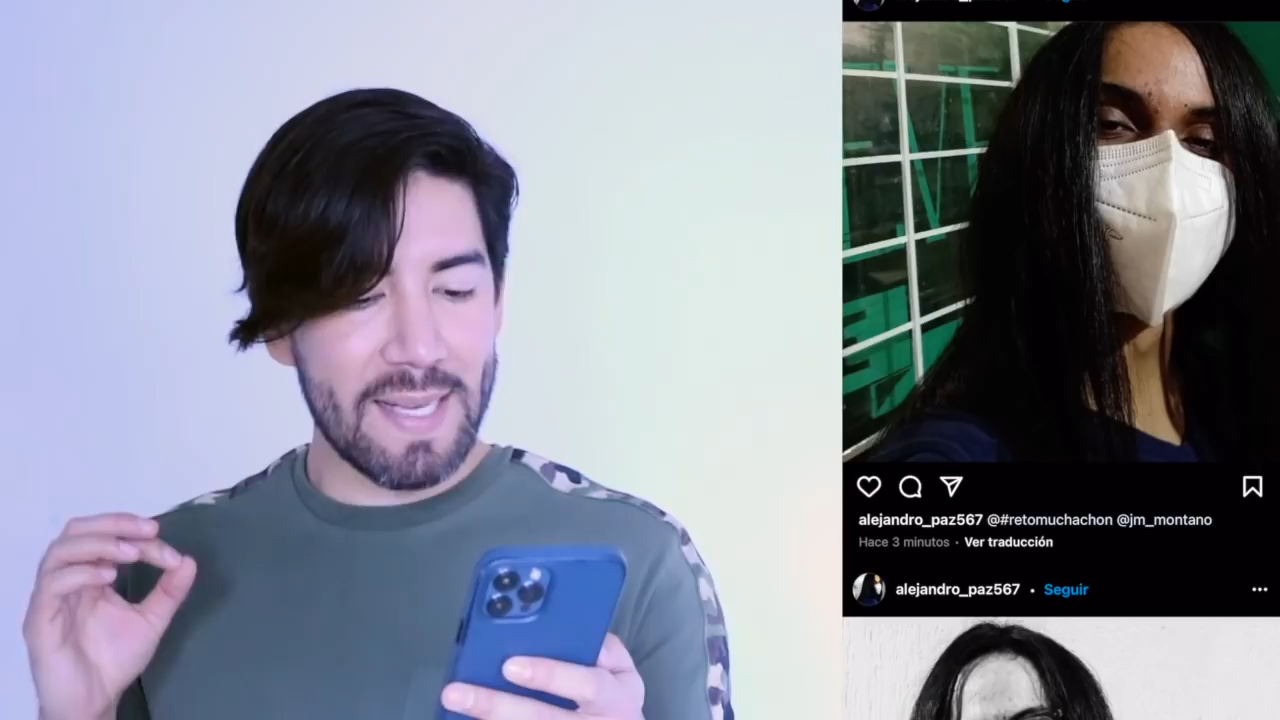 alejandro_paz567 @#retomuchachon @jm_montano
Hace 3 minutos · Ver traducción
alejandro_paz567 • Seguir